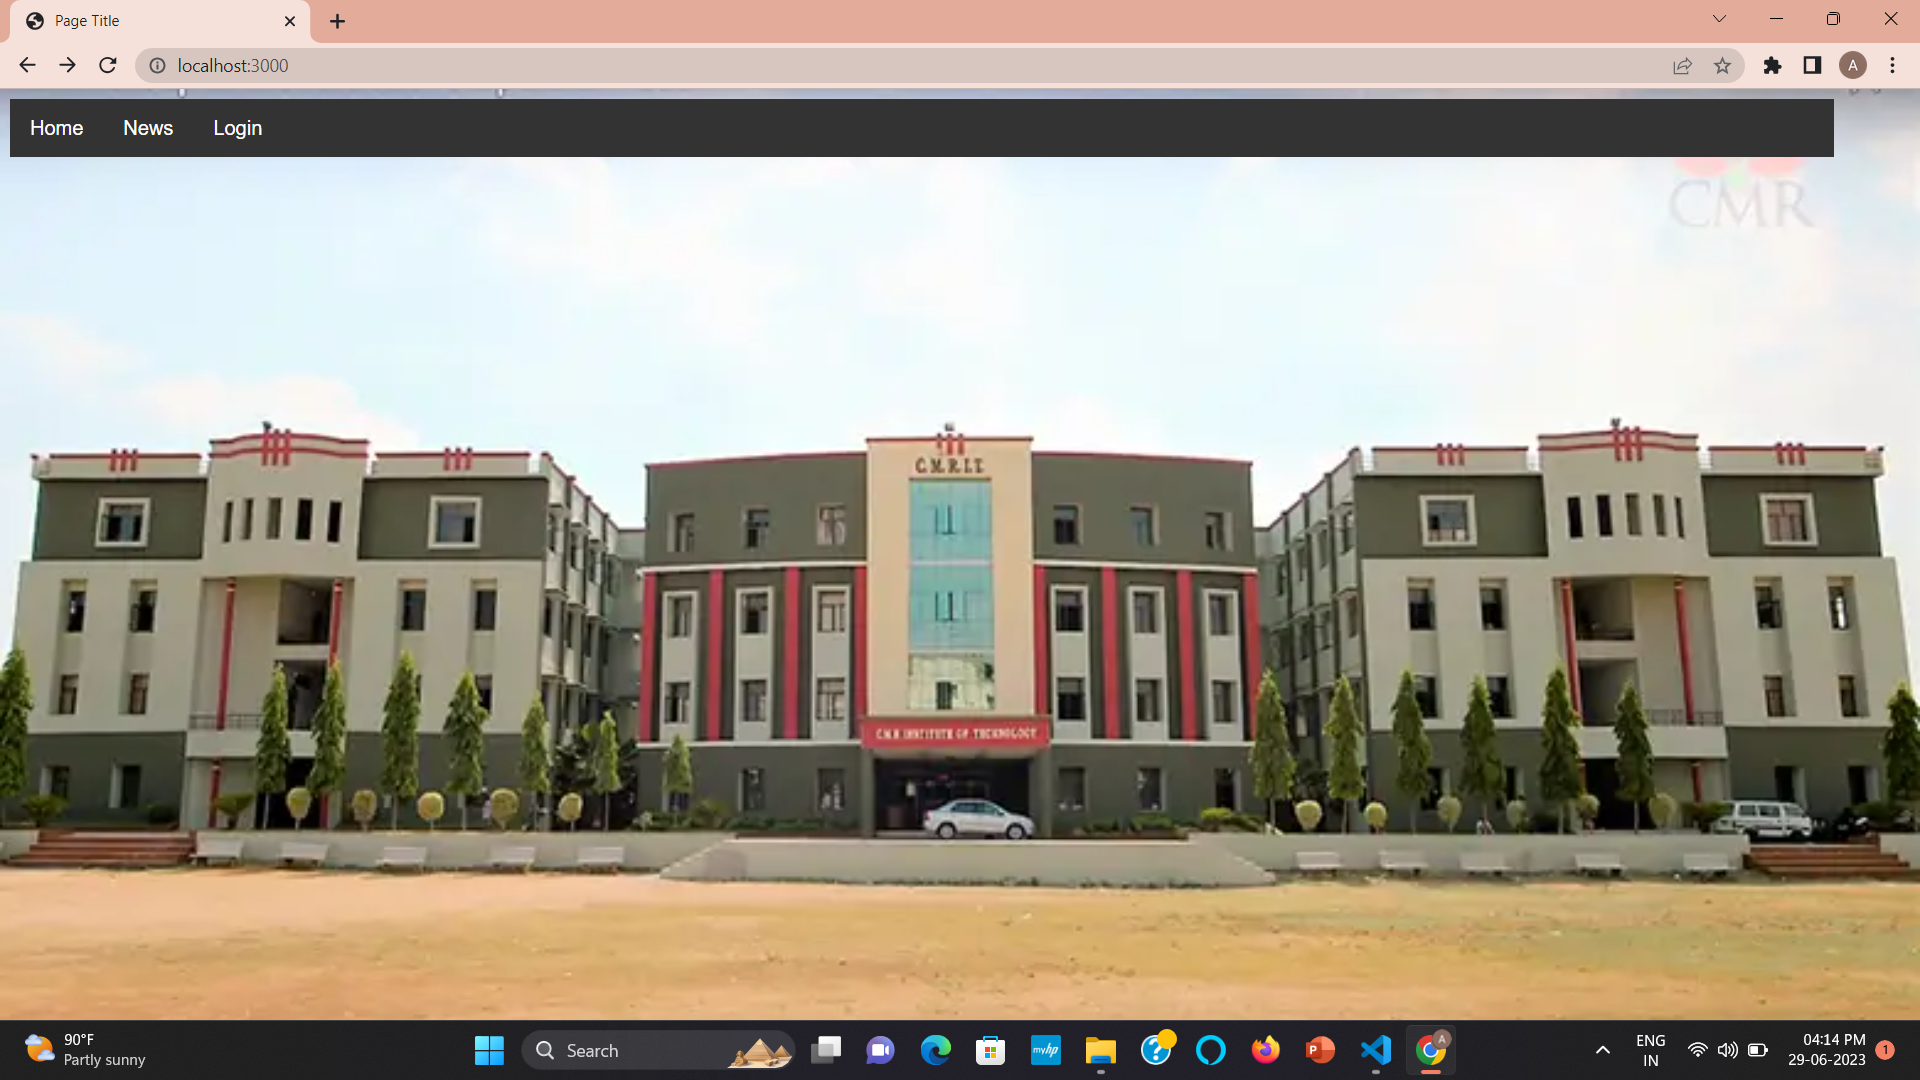 Page Title
localhost:3000
Home News Login
CMR
C.M.R.I.T.
C.M.R INSTITUTE OF TECHNOLOGY
90°F
Partly sunny
Search
myhp
ENG
IN
04:14 PM
29-06-2023
1